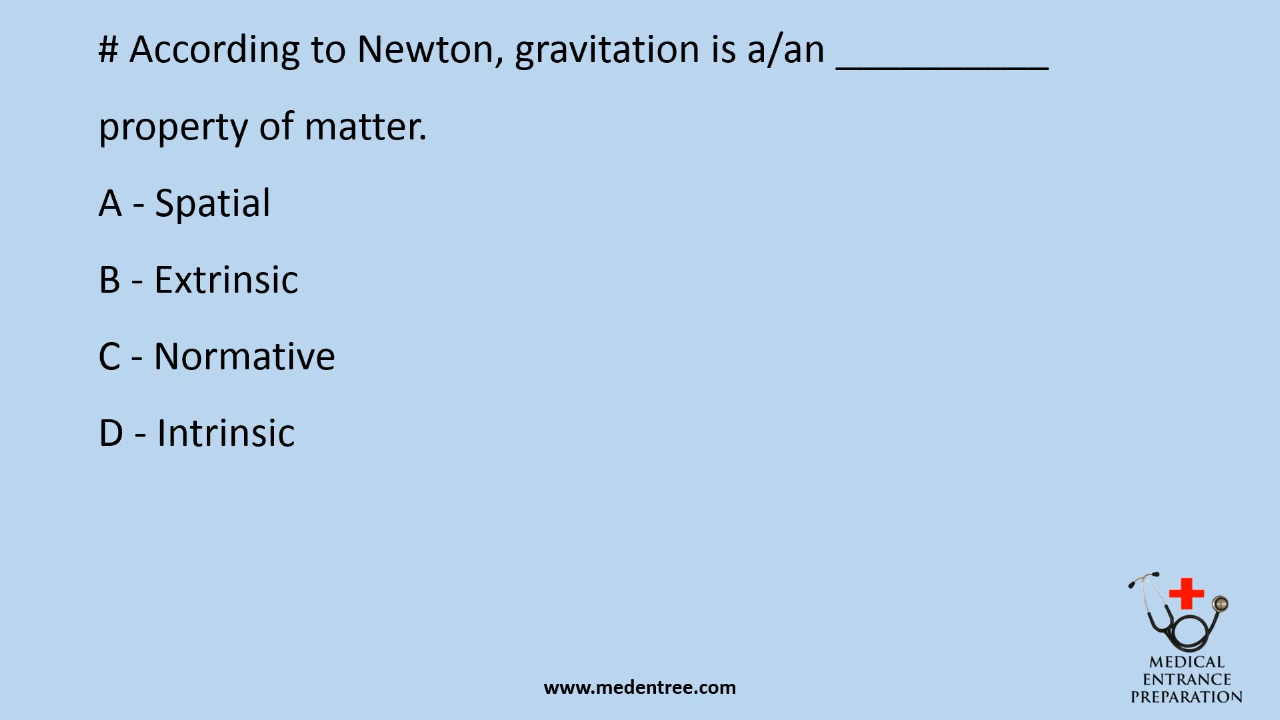 # According to Newton, gravitation is a/an __________
property of matter.
A - Spatial
B - Extrinsic
C - Normative
D - Intrinsic
www.medentree.com
MEDICAL
ENTRANCE
PREPARATION